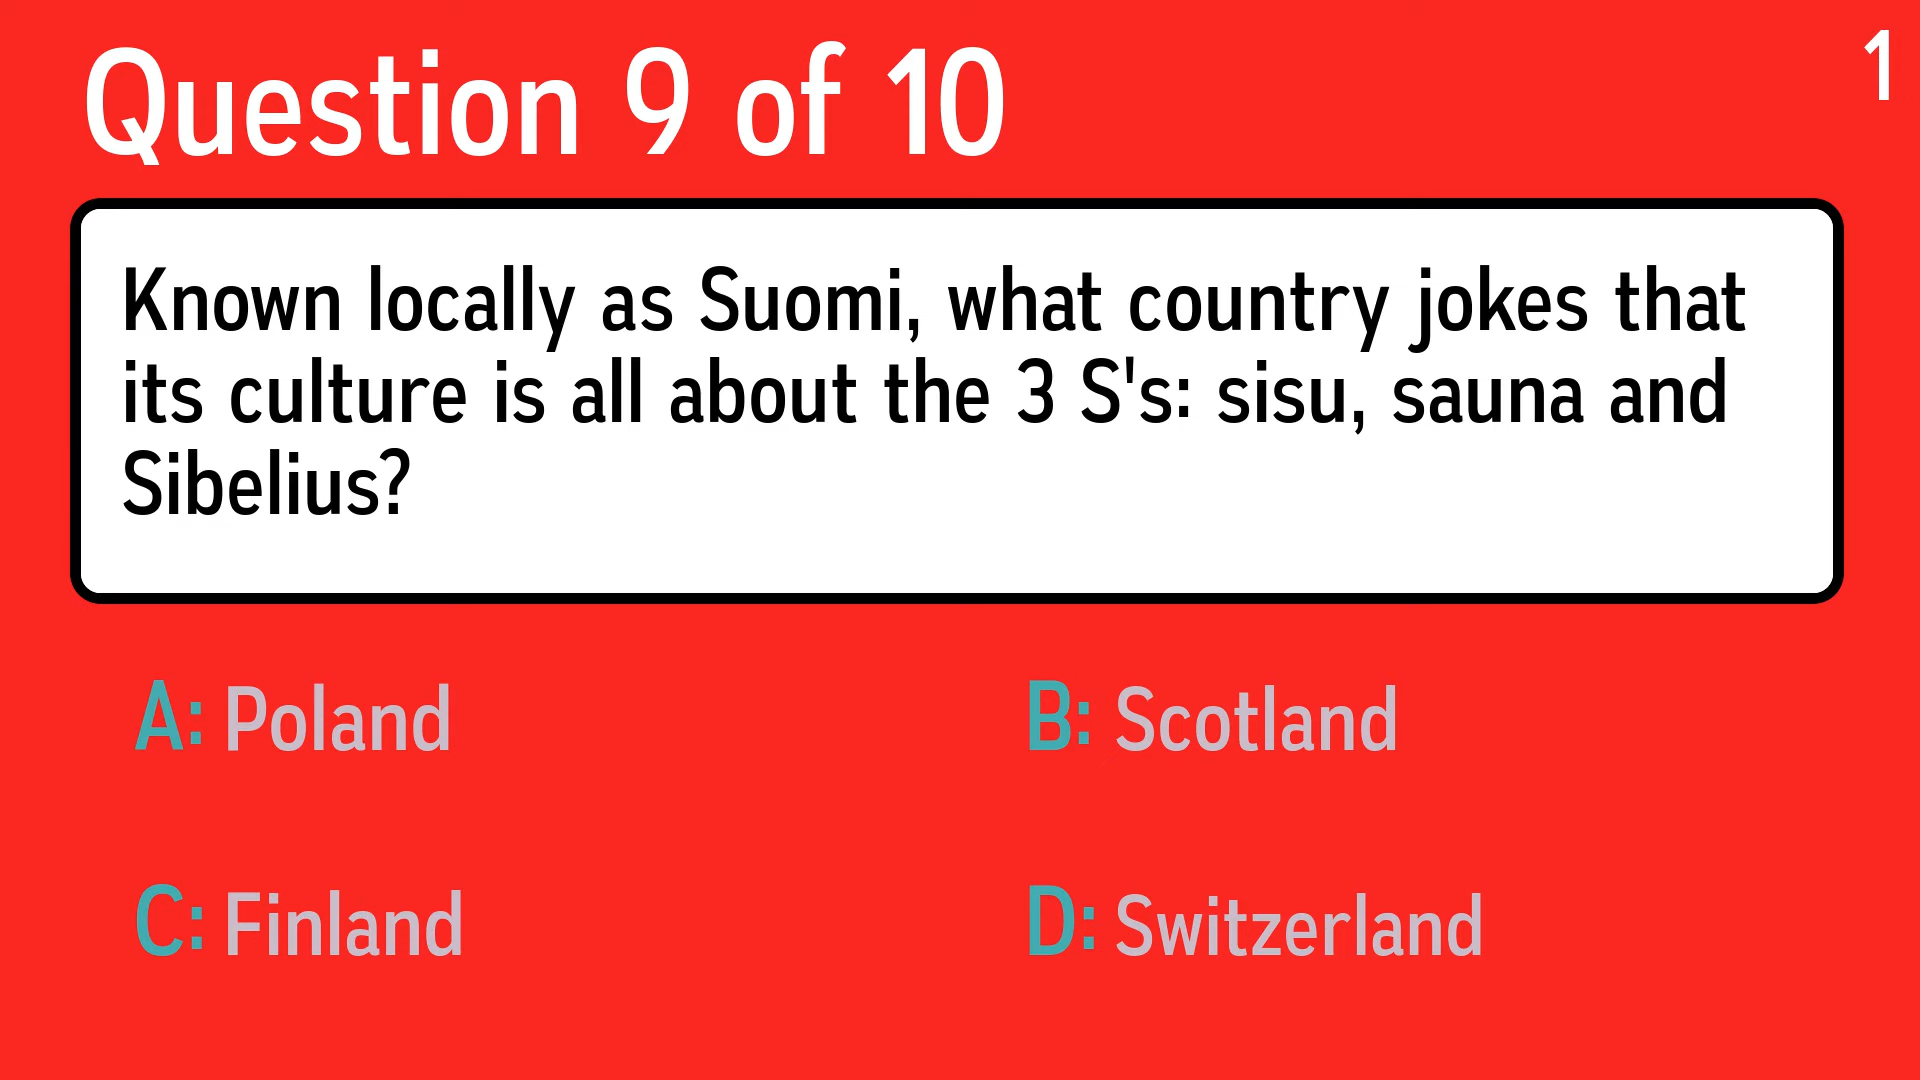 Question 9 of 10
1
Known locally as Suomi, what country jokes that
its culture is all about the 3 S's: sisu, sauna and
Sibelius?
A: Poland
B: Scotland
C: Finland
D: Switzerland